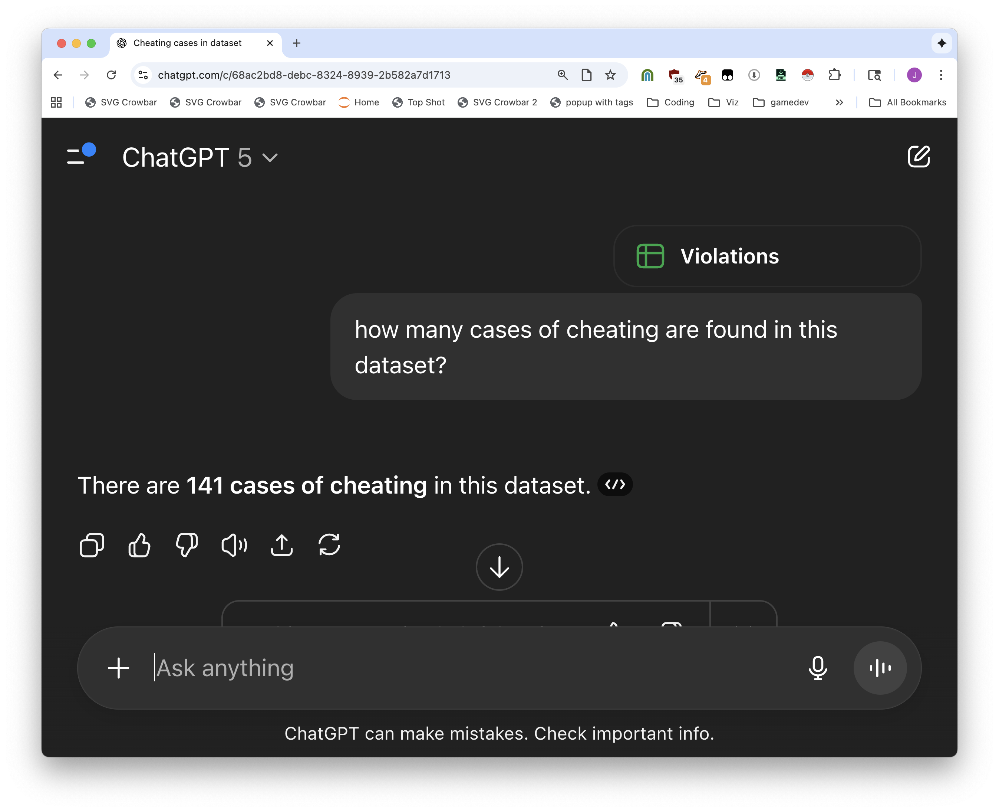 Cheating cases in dataset
chatgpt.com/c/68ac2bd8-debc-8324-8939-2b582a7d1713
35
4
J
SVG Crowbar
SVG Crowbar
SVG Crowbar
Home
Top Shot
SVG Crowbar 2
popup with tags
Coding
Viz
gamedev
All Bookmarks
ChatGPT 5
Violations
how many cases of cheating are found in this
dataset?
There are 141 cases of cheating in this dataset.
Ask anything
ChatGPT can make mistakes. Check important info.